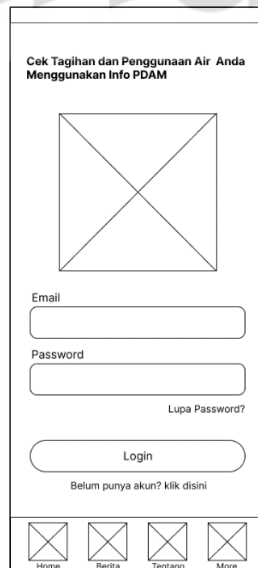 Cek Tagihan dan Penggunaan Air Anda
Menggunakan Info PDAM
Email
Password
Lupa Password?
Login
Belum punya akun? klik disini
Home Berita Tentang More